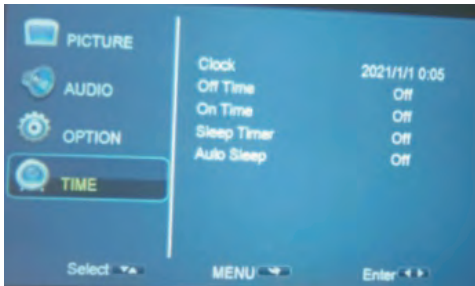 PICTURE
AUDIO
OPTION
TIME
Clock 2021/1/1 0:05
Off Time Off
On Time Off
Sleep Timer Off
Auto Sleep Off
Select MENU Enter